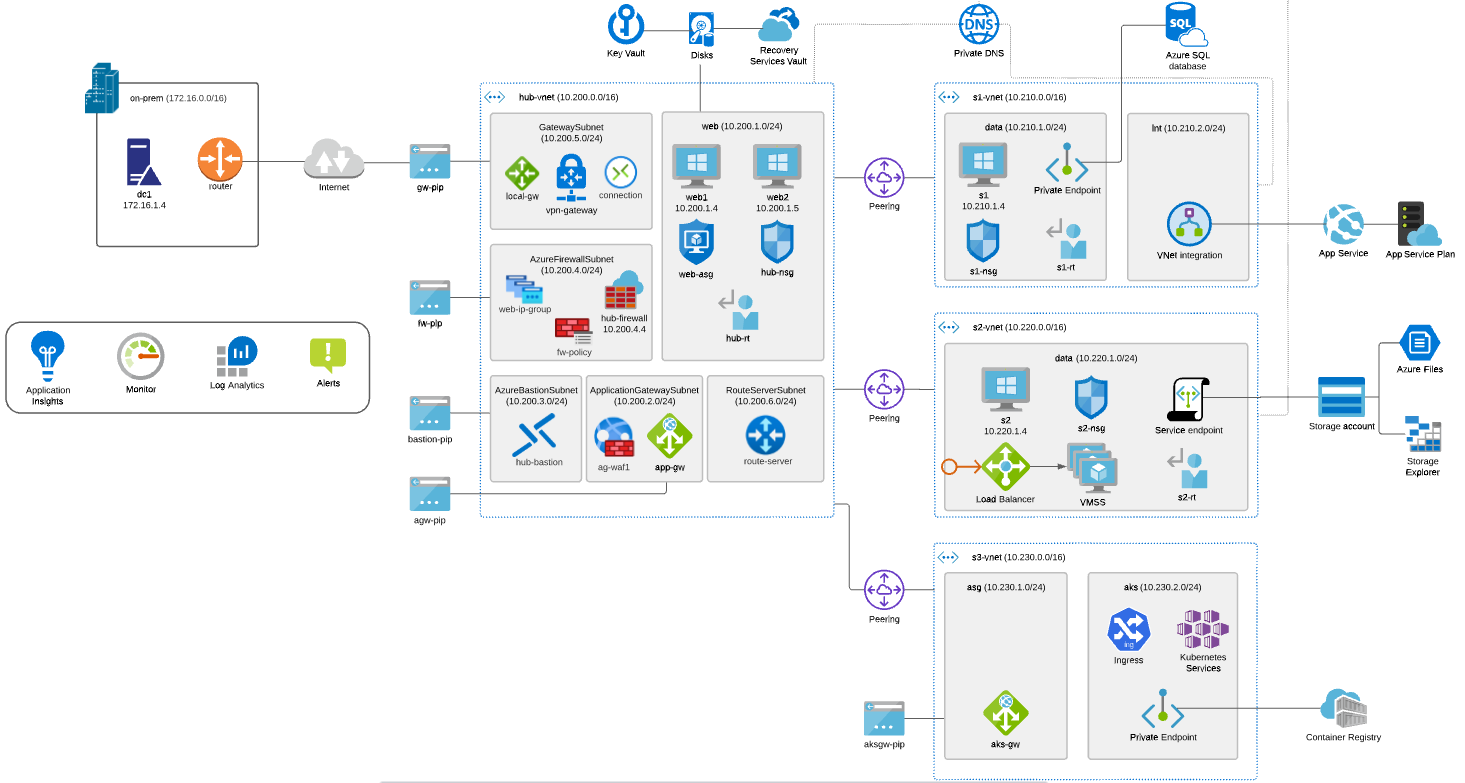 Key Vault
Disks
Recovery
Services Vault
Private DNS
DNS
SQL
Azure SQL
database
on-prem (172.16.0.0/16)
dc1
172.16.1.4
router
Internet
gw-pip
fw-pip
bastion-pip
agw-pip
Application
Insights
Monitor
Log Analytics
Alerts
hub-vnet (10.200.0.0/16)
GatewaySubnet
(10.200.5.0/24)
local-gw
vpn-gateway
connection
AzureFirewallSubnet
(10.200.4.0/24)
web-ip-group
hub-firewall
10.200.4.4
fw-policy
web (10.200.1.0/24)
web1
10.200.1.4
web2
10.200.1.5
web-asg
hub-nsg
hub-rt
AzureBastionSubnet
(10.200.3.0/24)
hub-bastion
ApplicationGatewaySubnet
(10.200.2.0/24)
ag-waf1
app-gw
RouteServerSubnet
(10.200.6.0/24)
route-server
Peering
Peering
Peering
s1-vnet (10.210.0.0/16)
data (10.210.1.0/24)
s1
10.210.1.4
Private Endpoint
s1-nsg
s1-rt
Int (10.210.2.0/24)
VNet integration
App Service
App Service Plan
s2-vnet (10.220.0.0/16)
data (10.220.1.0/24)
s2
10.220.1.4
s2-nsg
Service endpoint
Load Balancer
VMSS
s2-rt
Storage account
Azure Files
Storage
Explorer
s3-vnet (10.230.0.0/16)
asg (10.230.1.0/24)
aks-gw
aksgw-pip
aks (10.230.2.0/24)
ing
Ingress
Kubernetes
Services
Private Endpoint
Container Registry